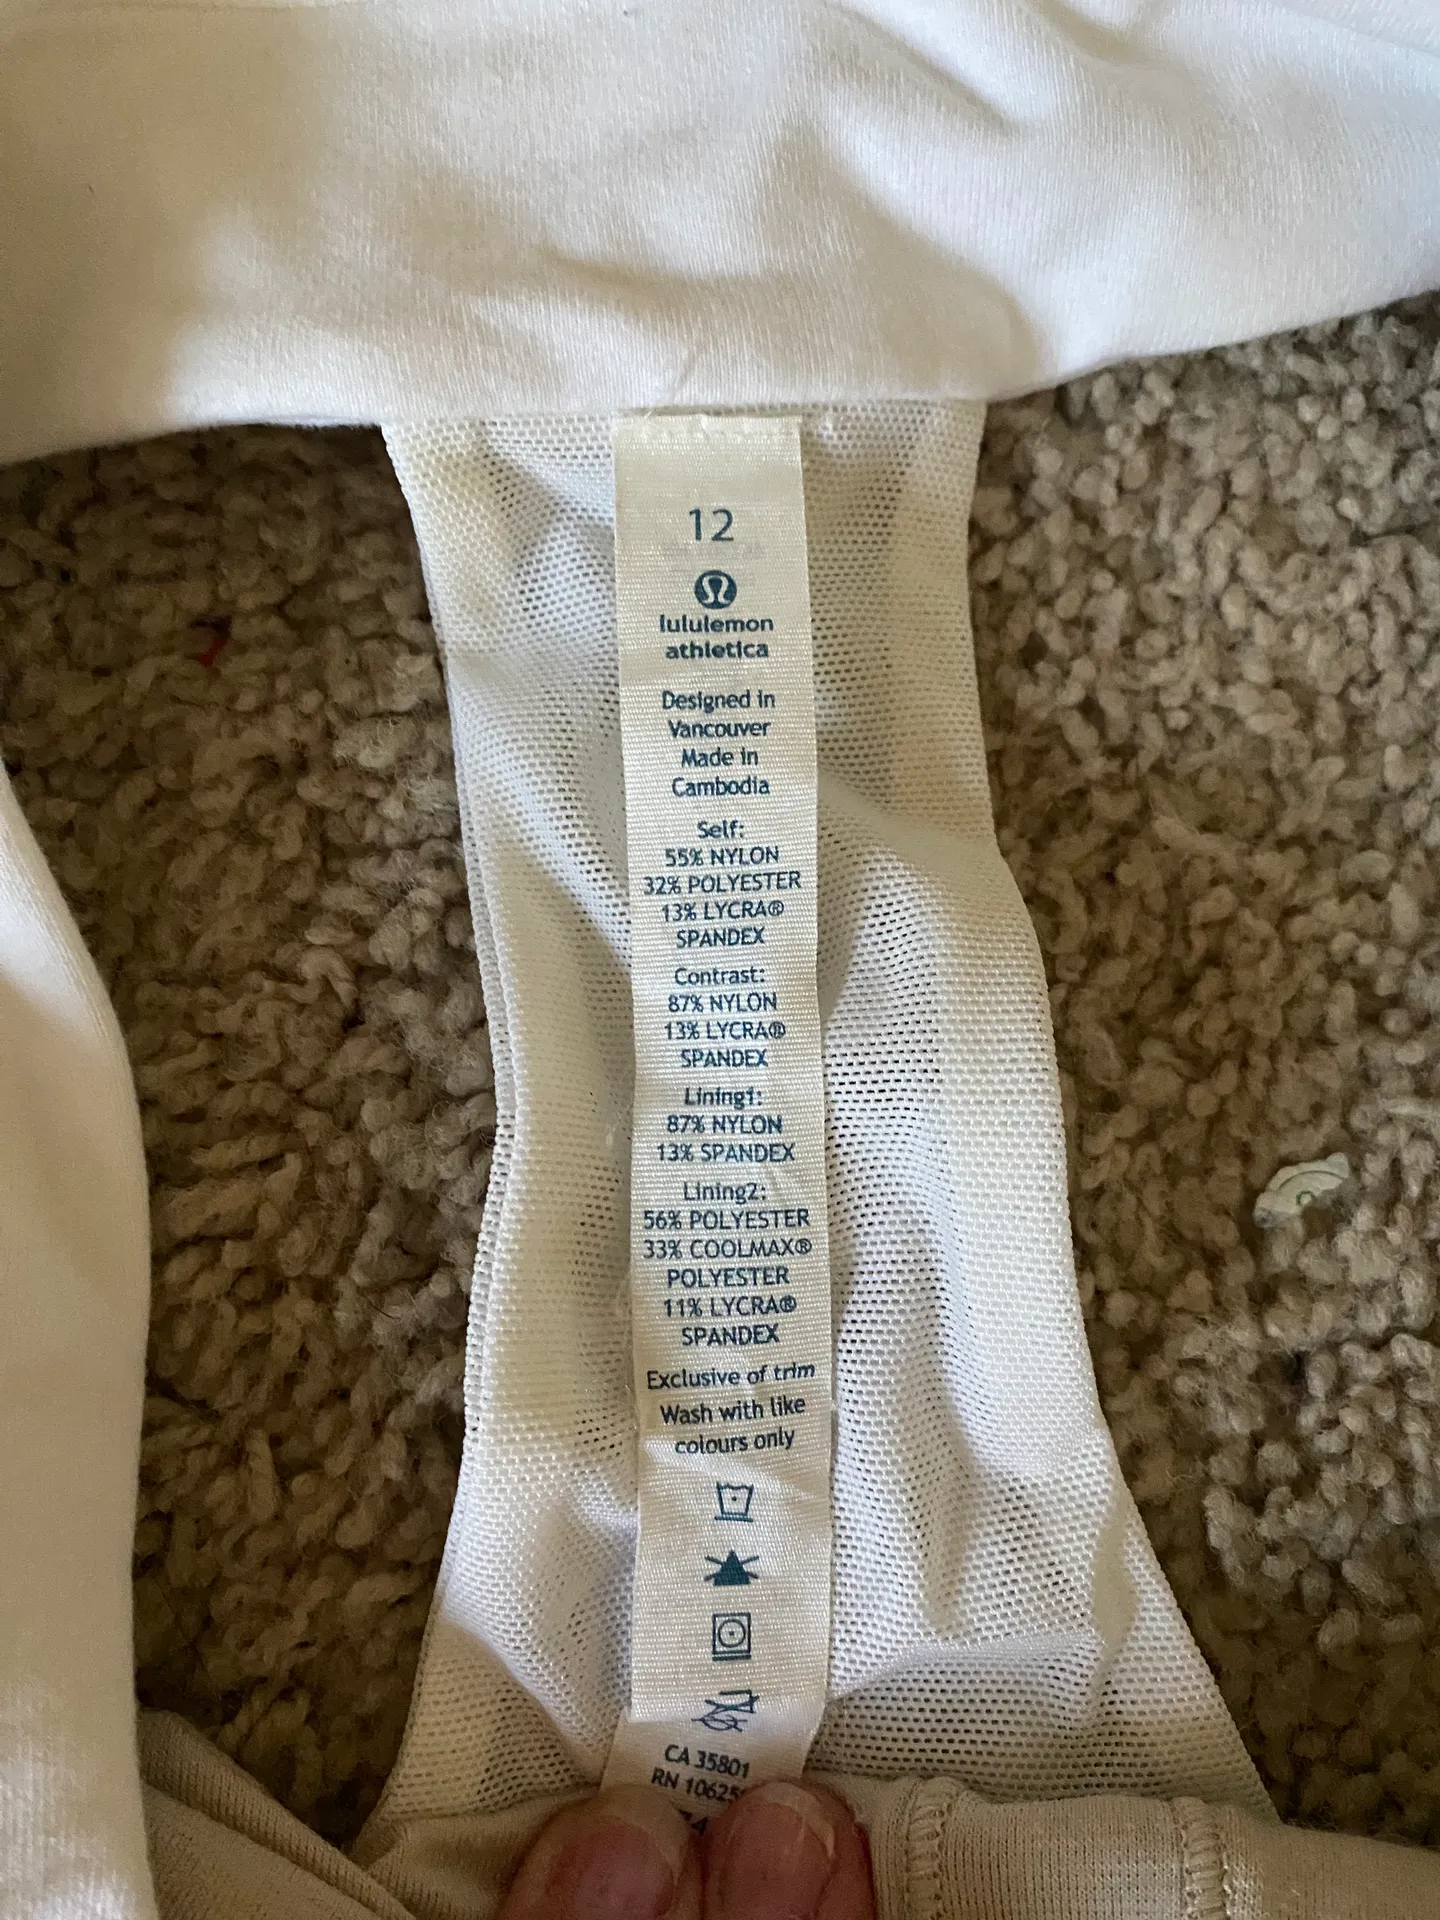 12
lululemon
athletica
Designed in
Vancouver
Made in
Cambodia
Self:
55% NYLON
32% POLYESTER
13% LYCRA®
SPANDEX
Contrast:
87% NYLON
13% LYCRA®
SPANDEX
Lining1:
87% NYLON
13% SPANDEX
Lining2:
56% POLYESTER
33% COOLMAX®
POLYESTER
11% LYCRA®
SPANDEX
Exclusive of trim
Wash with like
colours only
CA 35801
RN